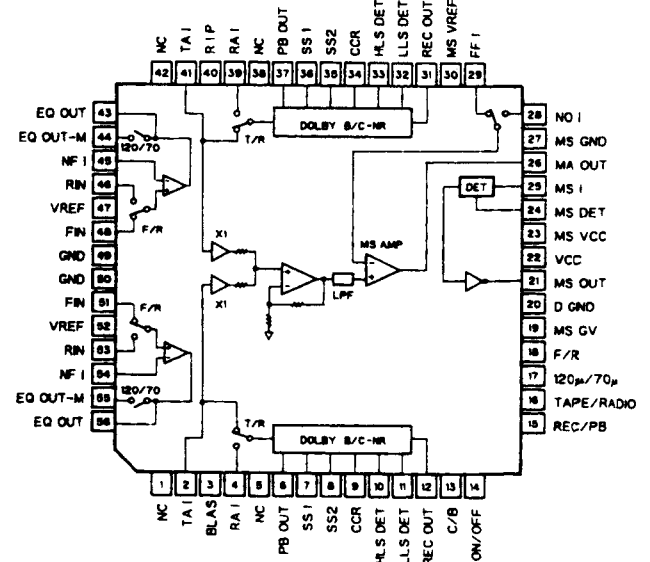 NC
TA I
RIP
RA I
NC
PB OUT
SS 1
SS2
CCR
HLS DET
LLS DET
REC OUT
MS VREF
FF I
42 41 40 39 38 37 36 35 34 33 32 31 30 29
EQ OUT 43
EQ OUT-M 44
NF I 45
RIN 46
VREF 47
FIN 48
GND 49
GND 50
FIN 51
VREF 52
RIN 53
NF I 54
EQ OUT-M 55
EQ OUT 56
120/70
F/R
F/R
120/70
T/R
DOLBY B/C-NR
X1
X1
MS AMP
LPF
DET
T/R
DOLBY B/C-NR
28 NO I
27 MS GND
26 MA OUT
25 MS I
24 MS DET
23 MS VCC
22 VCC
21 MS OUT
20 D GND
19 MS GV
18 F/R
17 120μ/70μ
16 TAPE/RADIO
15 REC/PB
1 2 3 4 5 6 7 8 9 10 11 12 13 14
NC
TA I
BLAS
RA I
NC
PB OUT
SS 1
SS2
CCR
HLS DET
LLS DET
REC OUT
C/B
ON/OFF